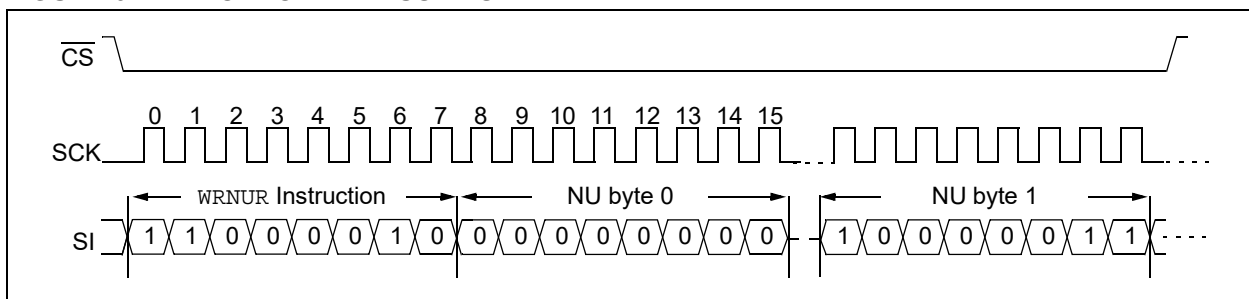 CS
0 1 2 3 4 5 6 7 8 9 10 11 12 13 14 15
SCK
WRNUR Instruction NU byte 0 NU byte 1
SI 1 1 0 0 0 0 1 0 0 0 0 0 0 0 0 0 1 0 0 0 0 0 1 1